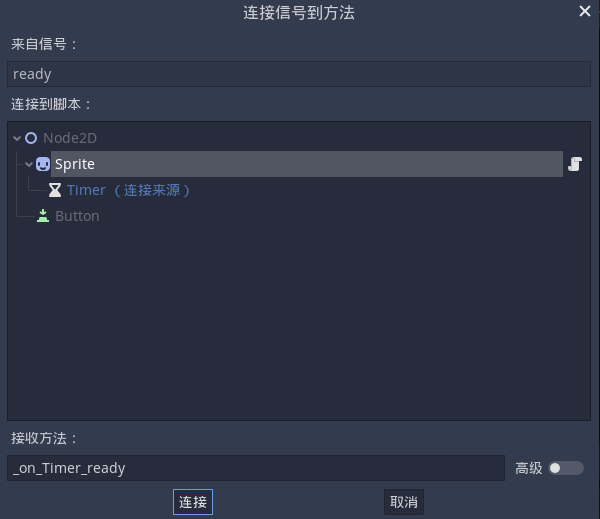 连接信号到方法
来自信号：
ready
连接到脚本：
Node2D
Sprite
Timer （连接来源）
Button
接收方法：
_on_Timer_ready 高级
连接 取消